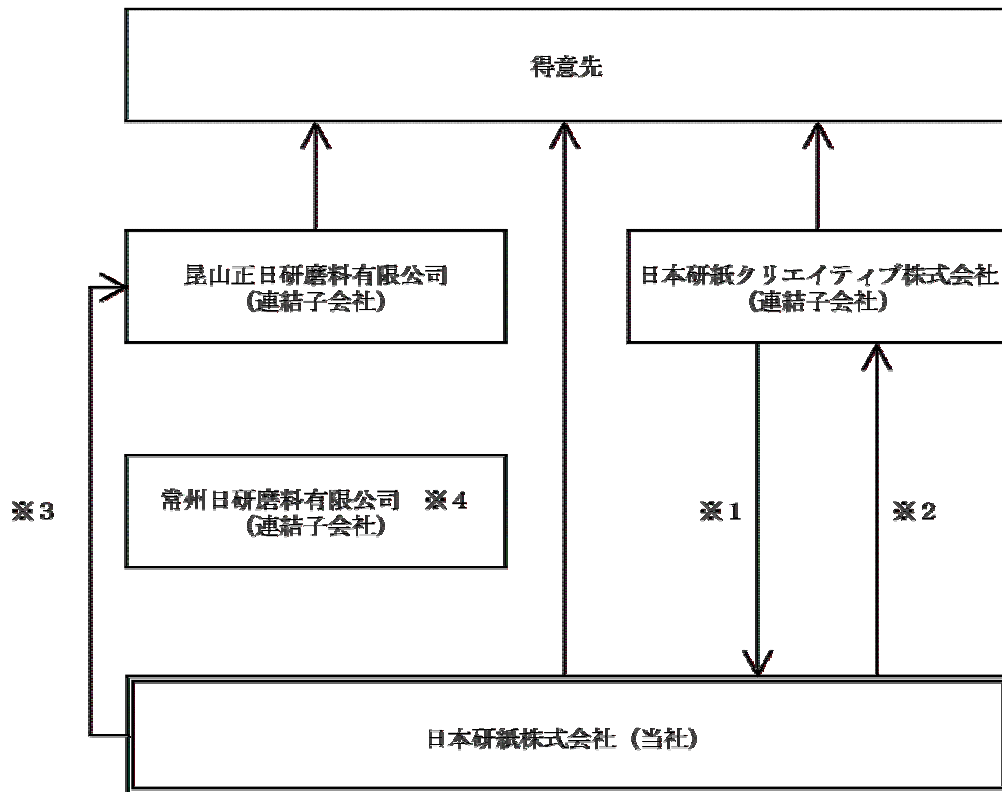 得意先
昆山正日研磨料有限公司
(連結子会社)
日本研紙クリエイティブ株式会社
(連結子会社)
常州日研磨料有限公司　※4
(連結子会社)
※3
※1
※2
日本研紙株式会社(当社)